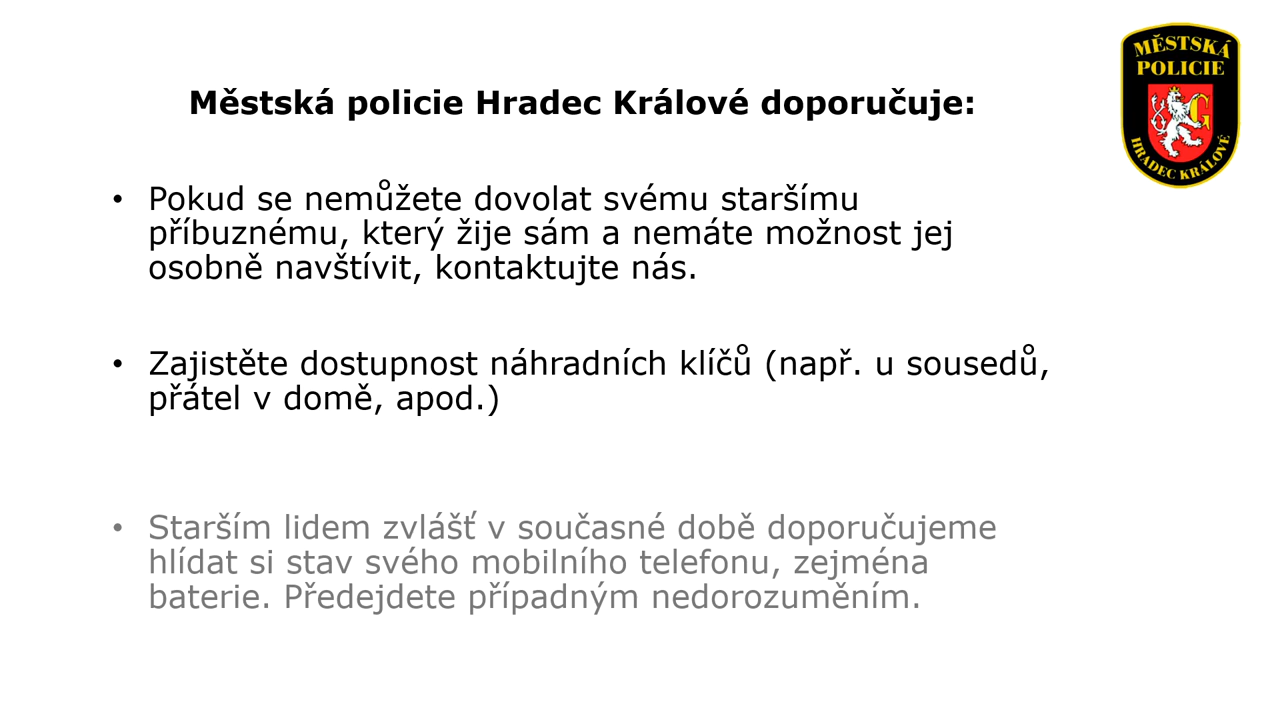 MĚSTSKÁ
POLICIE
HRADEC KRÁLOVÉ
Městská policie Hradec Králové doporučuje:
• Pokud se nemůžete dovolat svému staršímu
příbuznému, který žije sám a nemáte možnost jej
osobně navštívit, kontaktujte nás.
• Zajistěte dostupnost náhradních klíčů (např. u sousedů,
přátel v domě, apod.)
• Starším lidem zvlášť v současné době doporučujeme
hlídat si stav svého mobilního telefonu, zejména
baterie. Předejdete případným nedorozuměním.